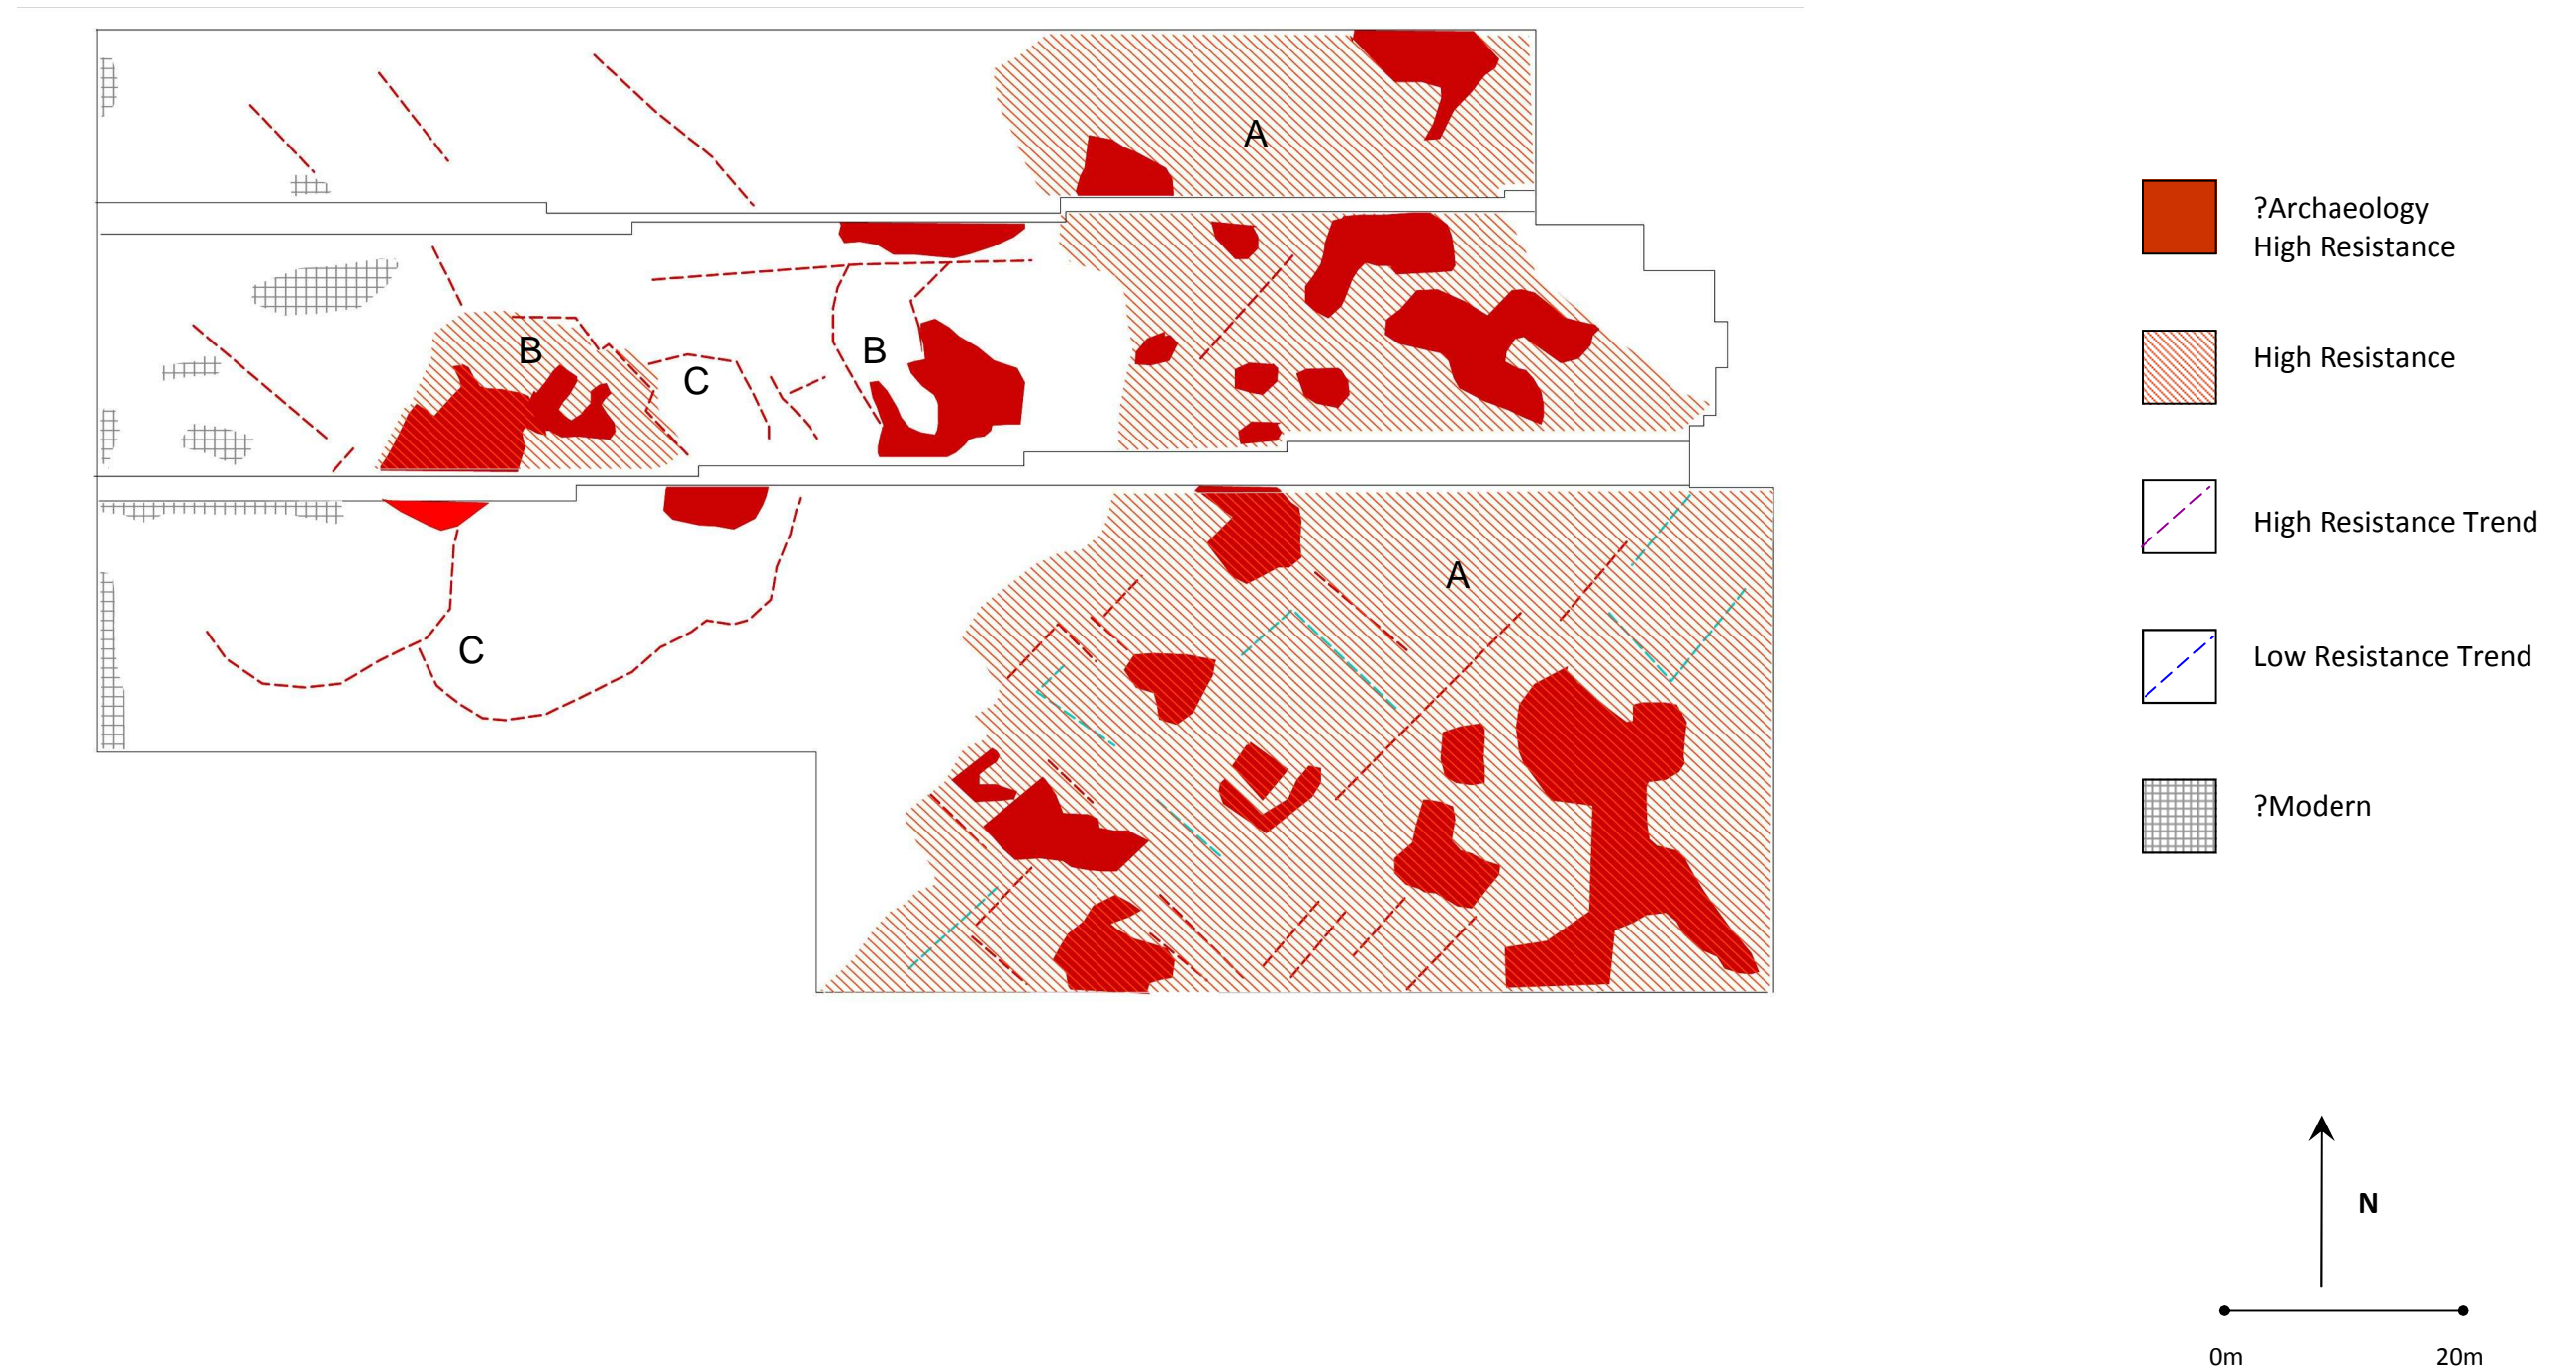 A
B
B
C
A
C
?Archaeology
High Resistance
High Resistance
High Resistance Trend
Low Resistance Trend
?Modern
N
0m
20m